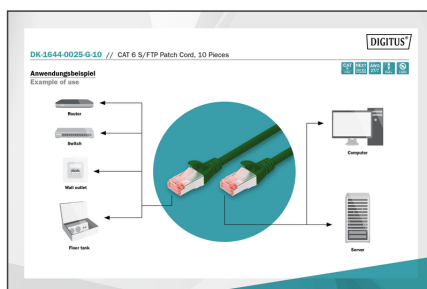 DIGITUS®
DK-1644-0025-G-10 // CAT 6 S/FTP Patch Cord, 10 Pieces
Anwendungsbeispiel
Example of use
Router
Switch
Wall outlet
Floor tank
Computer
Server